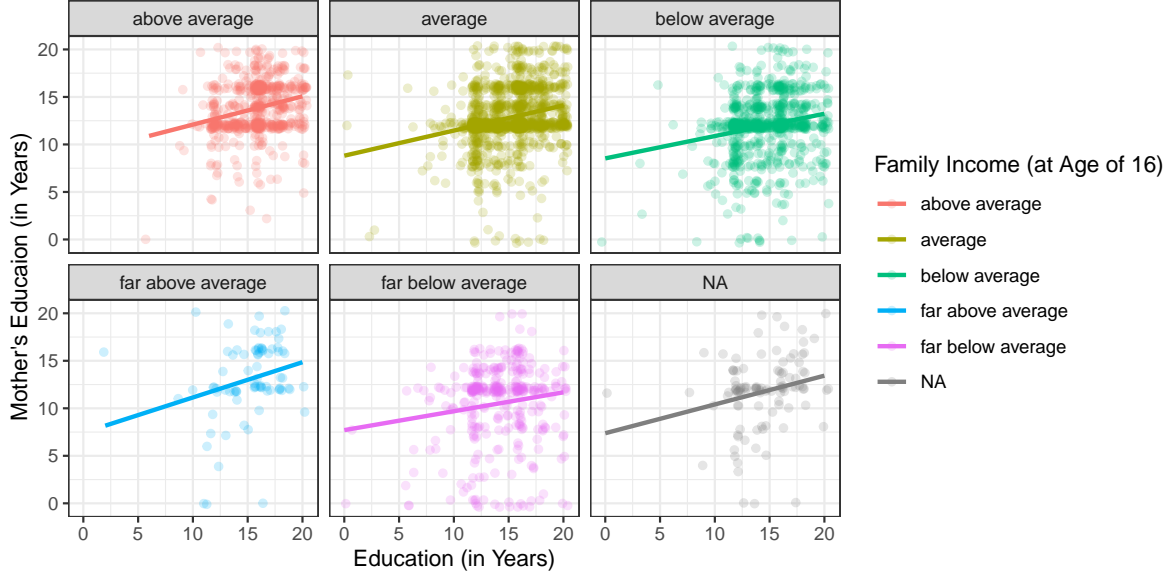 above average average below average
20
15
10
5
0
far above average far below average NA
20
15
10
5
0
0 5 10 15 20 0 5 10 15 20 0 5 10 15 20
Education (in Years)
Mother's Educaion (in Years)
Family Income (at Age of 16)
above average
average
below average
far above average
far below average
NA